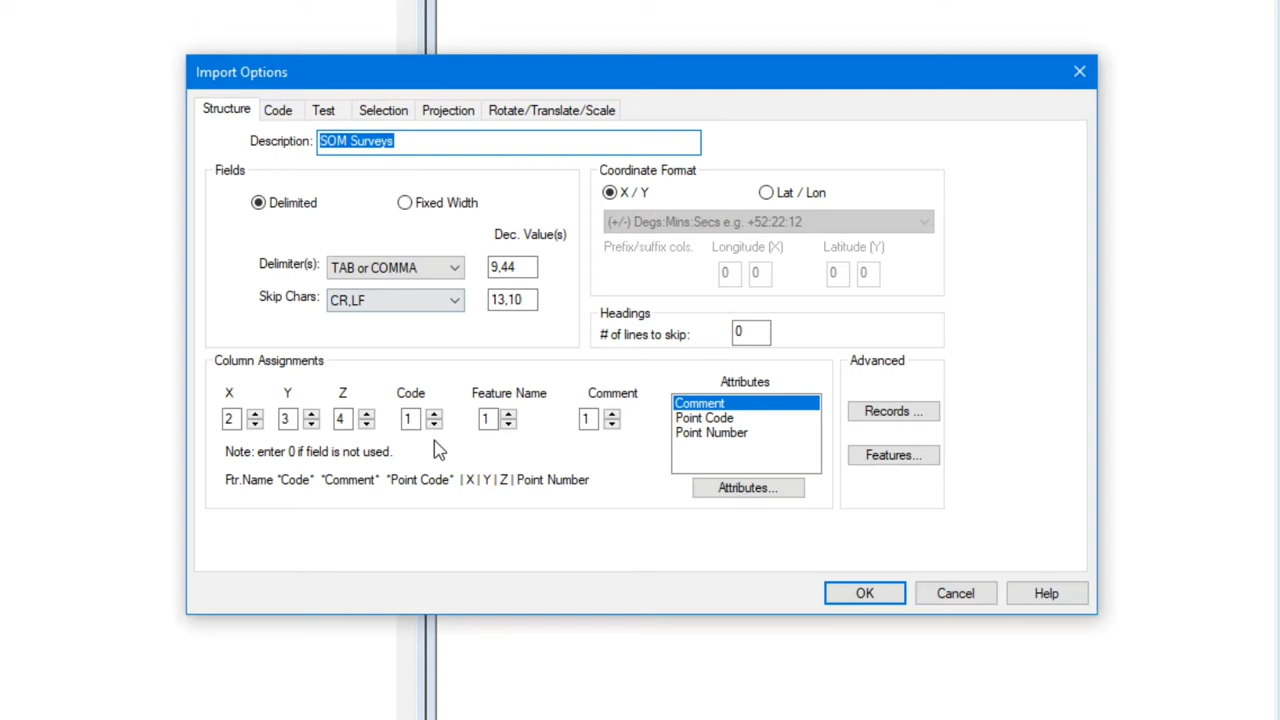 Import Options
Structure Code Test Selection Projection Rotate/Translate/Scale
Description: SOM Surveys
Fields
Delimited Fixed Width
Dec. Value(s)
Delimiter(s): TAB or COMMA 9,44
Skip Chars: CR,LF 13,10
Coordinate Format
X / Y Lat / Lon
(+/-) Degs:Mins:Secs e.g. +52:22:12
Prefix/suffix cols. Longitude (X) Latitude (Y)
0 0 0 0
Headings
# of lines to skip: 0
Column Assignments
X Y Z Code Feature Name Comment
2 3 4 1 1 1
Note: enter 0 if field is not used.
Ftr.Name *Code* *Comment* *Point Code* | X | Y | Z | Point Number
Attributes
Comment
Point Code
Point Number
Attributes...
Advanced
Records ...
Features...
OK Cancel Help